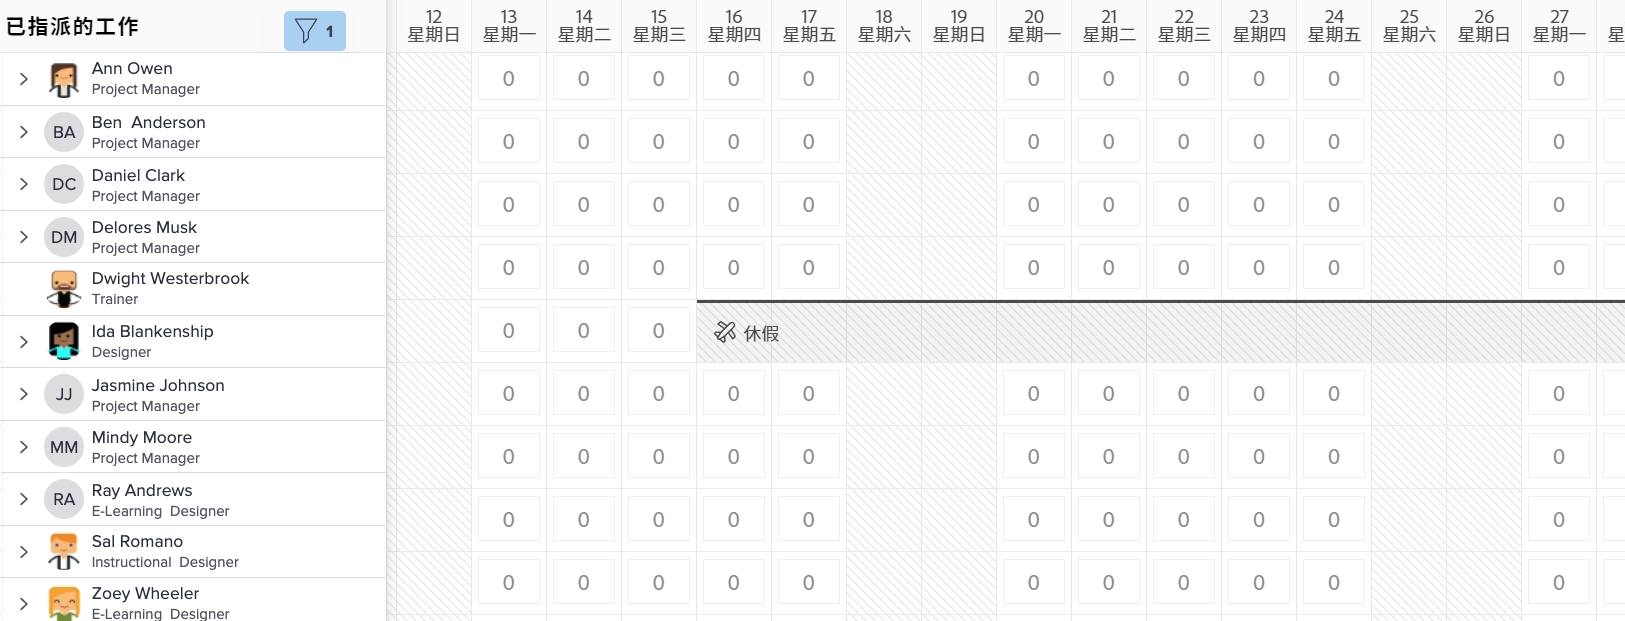 已指派的工作
1
12 13 14 15 16 17 18 19 20 21 22 23 24 25 26 27
星期日 星期一 星期二 星期三 星期四 星期五 星期六 星期日 星期一 星期二 星期三 星期四 星期五 星期六 星期日 星期一 星
Ann Owen
Project Manager
0 0 0 0 0 0 0 0 0 0 0
BA
Ben Anderson
Project Manager
0 0 0 0 0 0 0 0 0 0 0
DC
Daniel Clark
Project Manager
0 0 0 0 0 0 0 0 0 0 0
DM
Delores Musk
Project Manager
0 0 0 0 0 0 0 0 0 0 0
Dwight Westerbrook
Trainer
0 0 0 休假
Ida Blankenship
Designer
0 0 0 0 0 0 0 0 0 0 0
JJ
Jasmine Johnson
Project Manager
0 0 0 0 0 0 0 0 0 0 0
MM
Mindy Moore
Project Manager
0 0 0 0 0 0 0 0 0 0 0
RA
Ray Andrews
E-Learning Designer
0 0 0 0 0 0 0 0 0 0 0
Sal Romano
Instructional Designer
Zoey Wheeler
E-Learning Designer